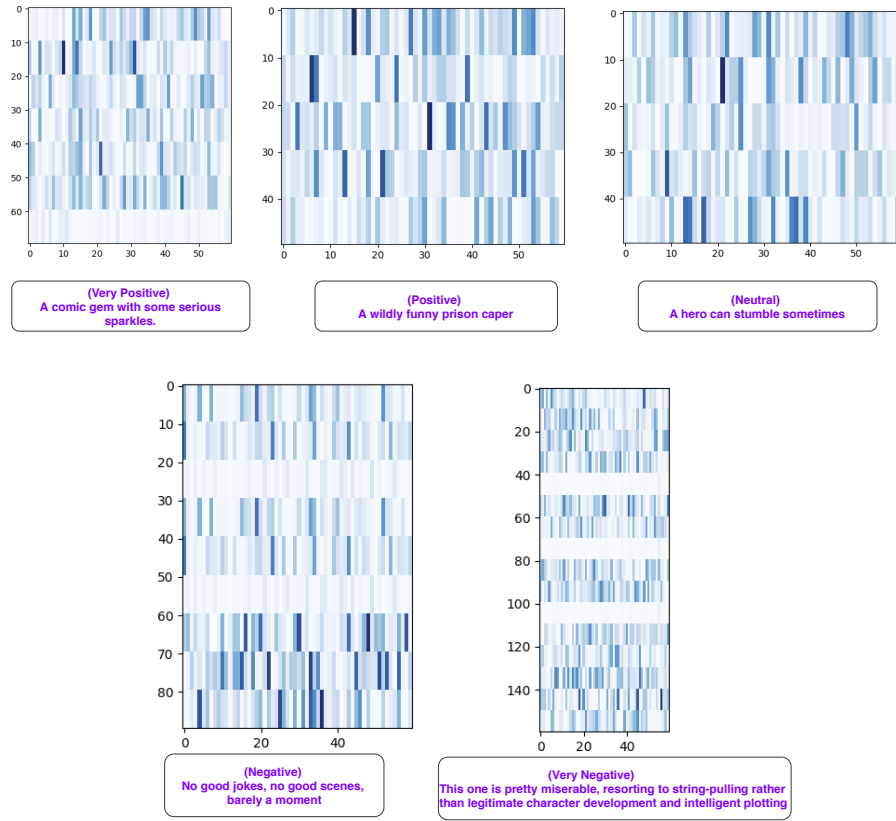 0
10
20
30
40
50
60
0 10 20 30 40 50
(Very Positive)
A comic gem with some serious
sparkles.
0
10
20
30
40
0 10 20 30 40 50
(Positive)
A wildly funny prison caper
0
10
20
30
40
0 10 20 30 40 50
(Neutral)
A hero can stumble sometimes
0
10
20
30
40
50
60
70
80
0 20 40
(Negative)
No good jokes, no good scenes,
barely a moment
0
20
40
60
80
100
120
140
0 20 40
(Very Negative)
This one is pretty miserable, resorting to string-pulling rather
than legitimate character development and intelligent plotting